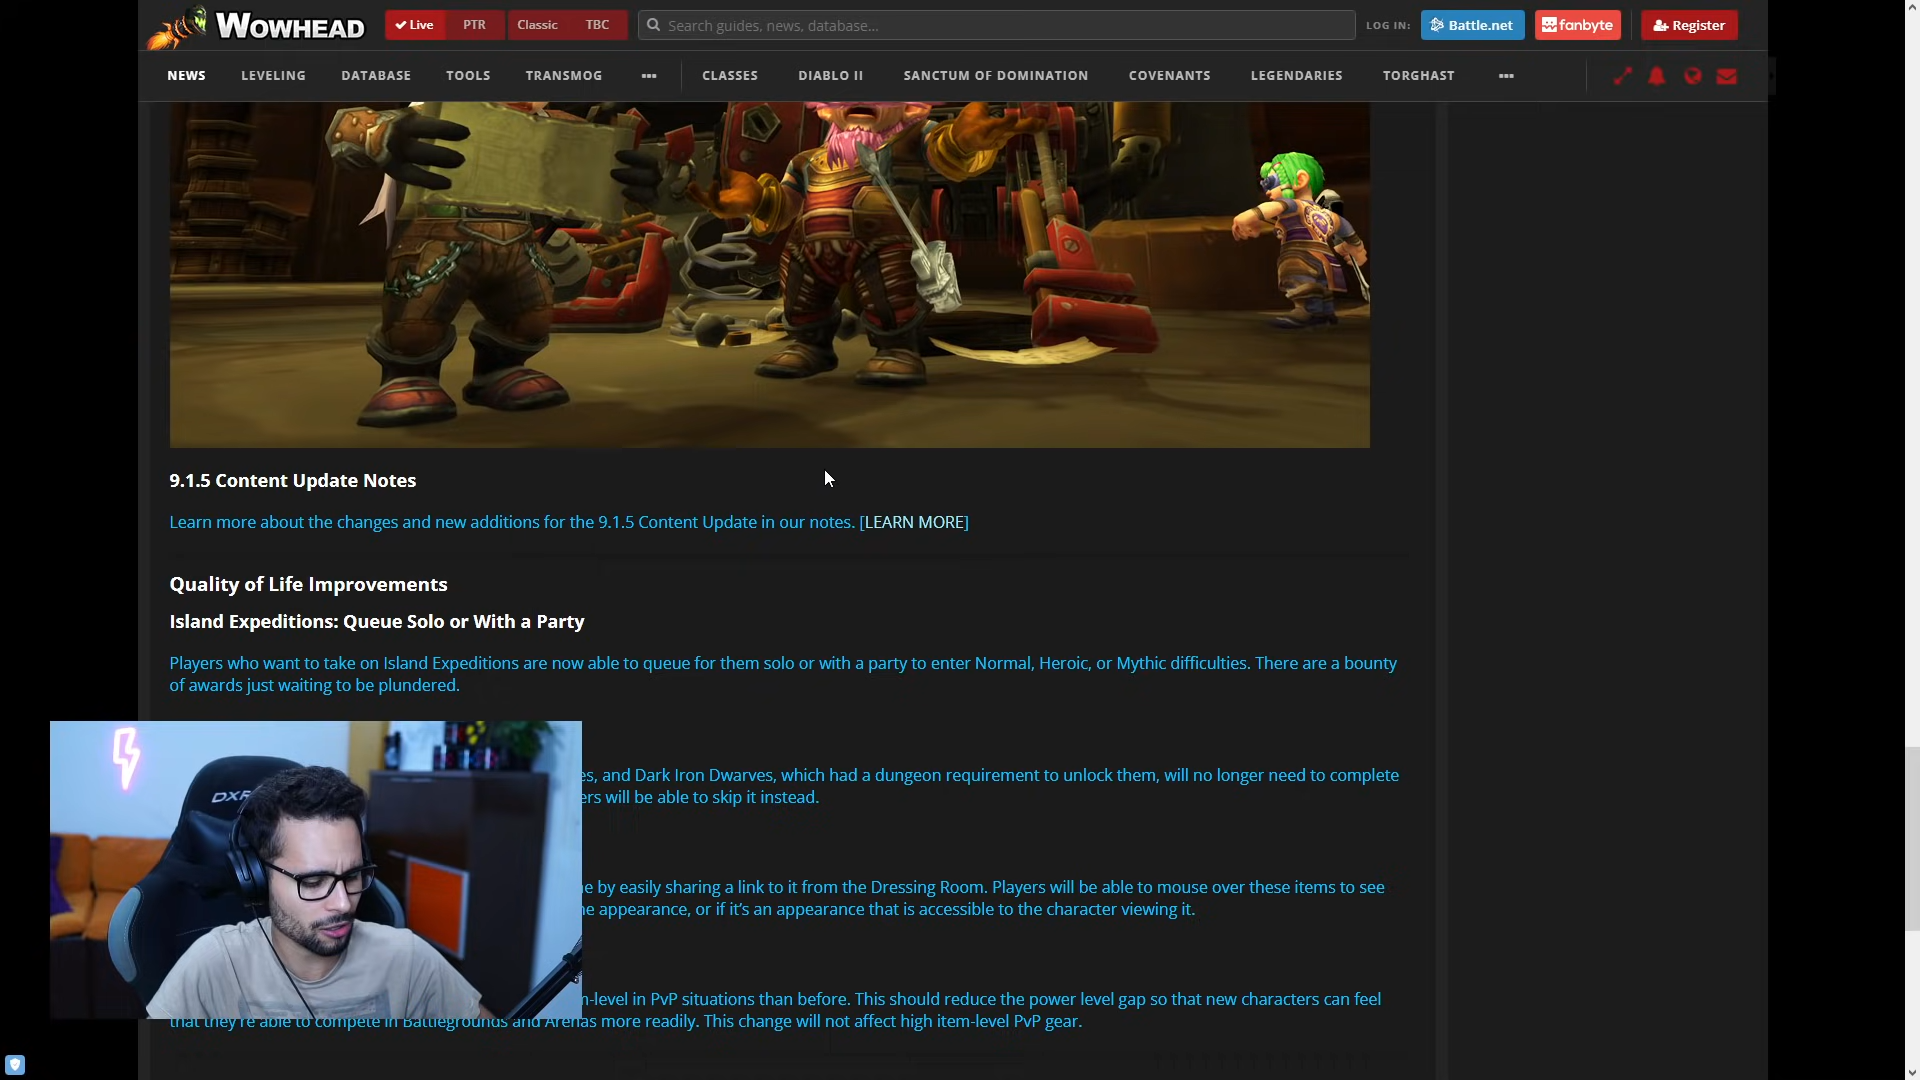 WOWHEAD
Live PTR Classic TBC
Search guides, news, database...
LOG IN: Battle.net fanbyte Register
NEWS LEVELING DATABASE TOOLS TRANSMOG ••• CLASSES DIABLO II SANCTUM OF DOMINATION COVENANTS LEGENDARIES TORGHAST •••
9.1.5 Content Update Notes
Learn more about the changes and new additions for the 9.1.5 Content Update in our notes. [LEARN MORE]
Quality of Life Improvements
Island Expeditions: Queue Solo or With a Party
Players who want to take on Island Expeditions are now able to queue for them solo or with a party to enter Normal, Heroic, or Mythic difficulties. There are a bounty
of awards just waiting to be plundered.
es, and Dark Iron Dwarves, which had a dungeon requirement to unlock them, will no longer need to complete
ers will be able to skip it instead.
e by easily sharing a link to it from the Dressing Room. Players will be able to mouse over these items to see
e appearance, or if it's an appearance that is accessible to the character viewing it.
-level in PvP situations than before. This should reduce the power level gap so that new characters can feel
that they're able to compete in Battlegrounds and Arenas more readily. This change will not affect high item-level PvP gear.